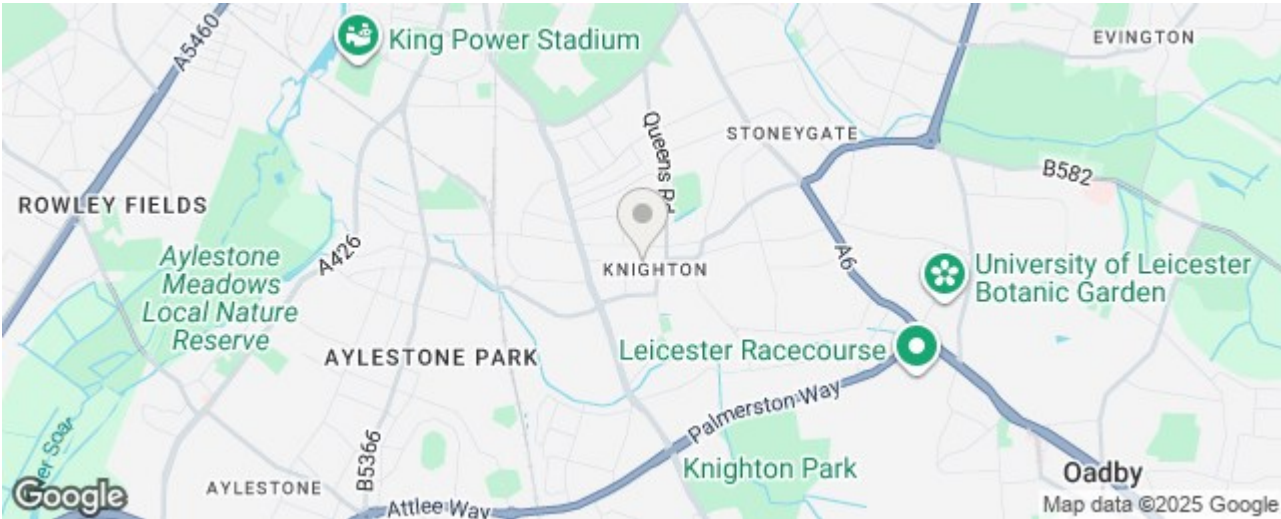 A5460
King Power Stadium
EVINGTON
STONEYGATE
Queens Rd
B582
ROWLEY FIELDS
A426
Aylestone
Meadows
Local Nature
Reserve
KNIGHTON
A6
University of Leicester
Botanic Garden
AYLESTONE PARK
Leicester Racecourse
Palmerston Way
B5366
Knighton Park
Oadby
AYLESTONE
Attlee Way
Soar
Google
Map data ©2025 Google